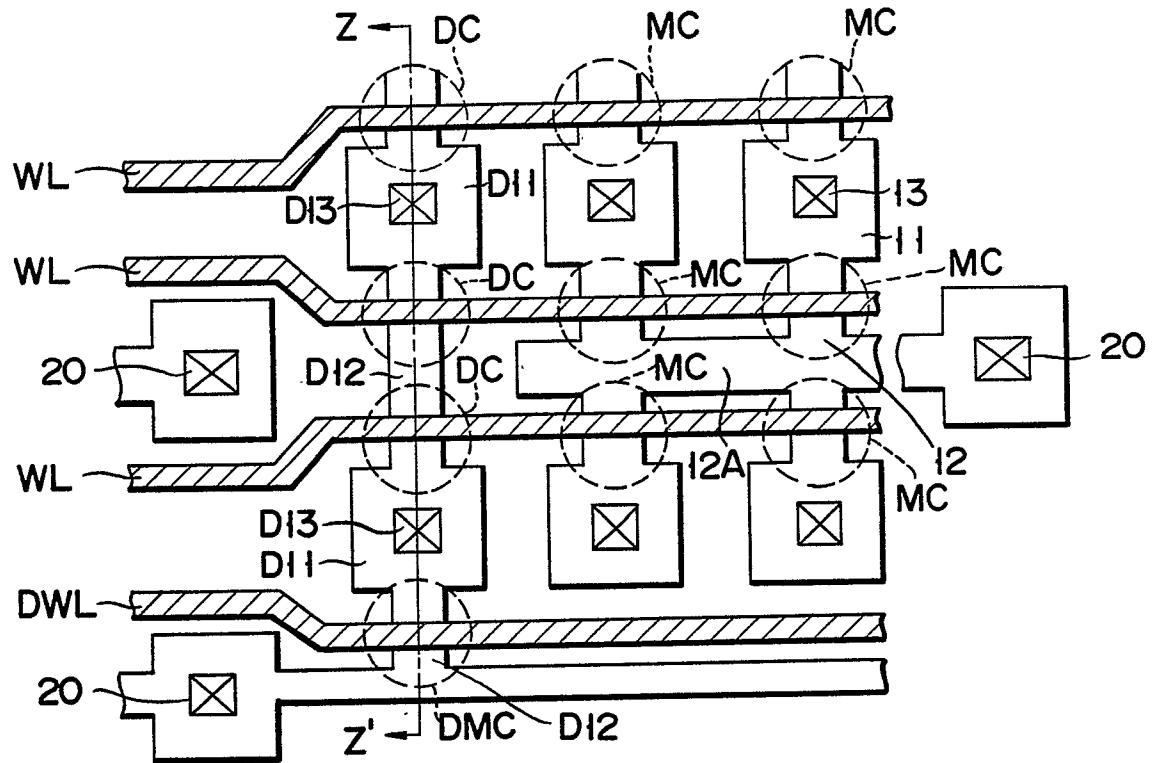 Z DC MC MC
WL D13 D11 13
11
WL DC MC MC
20 D12 DC MC 20
WL 12A 12
MC
D13
D11
DWL
20
Z' DMC D12